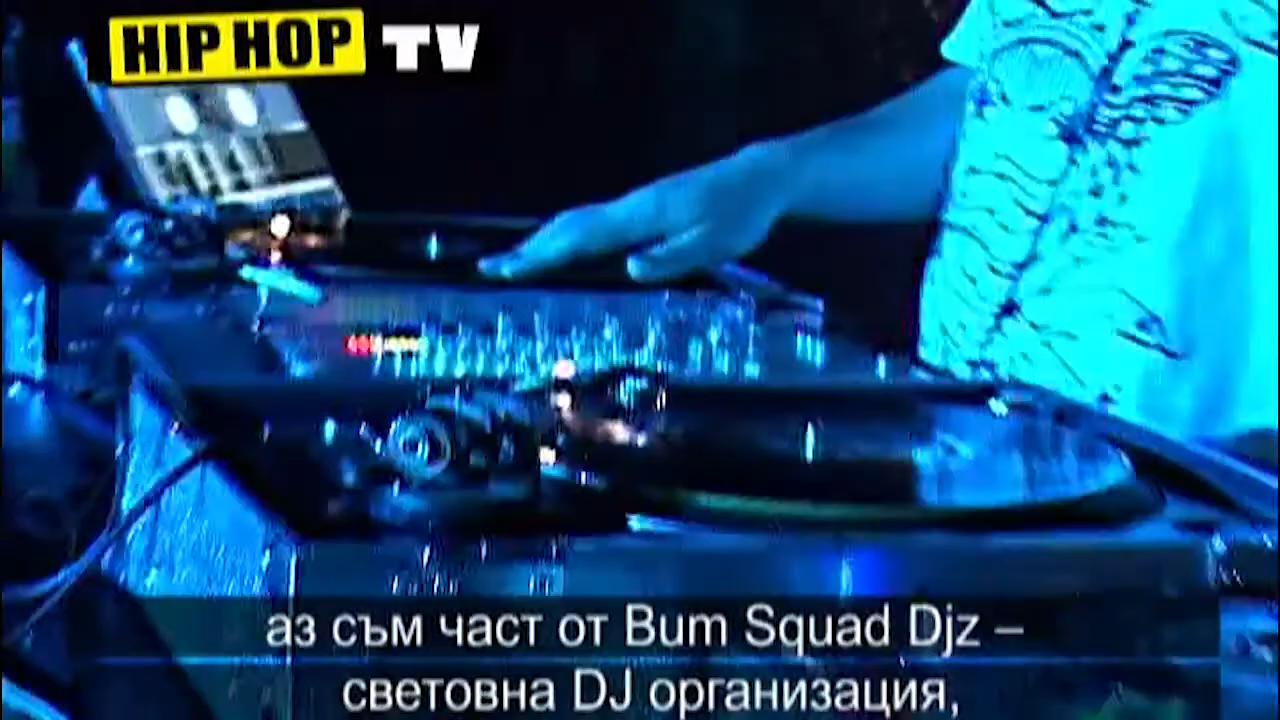 HIP HOP TV
аз съм част от Bum Squad Djz –
световна DJ организация,